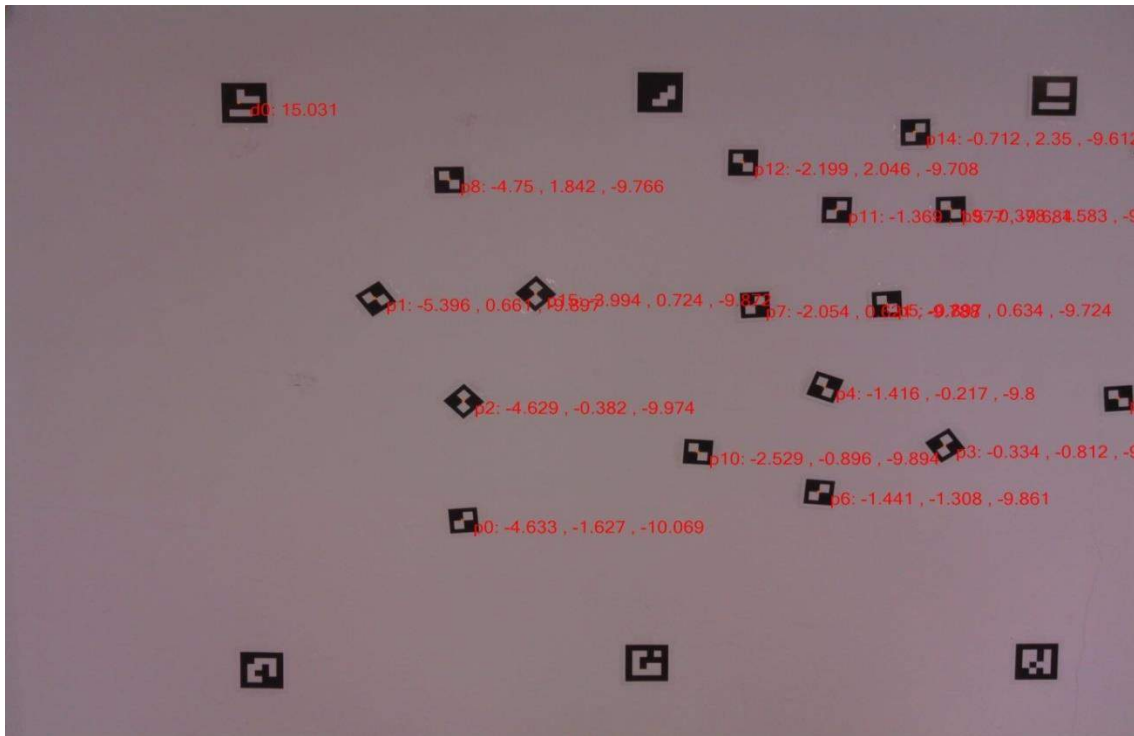 d0: 15.031
p14: -0.712 , 2.35 , -9.612
p12: -2.199 , 2.046 , -9.708
p8: -4.75 , 1.842 , -9.766
p11: -1.369
p1: -5.396 , 0.661 , -9.897
p15: -3.994 , 0.724 , -9.872
p7: -2.054
0.634 , -9.724
p4: -1.416 , -0.217 , -9.8
p2: -4.629 , -0.382 , -9.974
p3: -0.334 , -0.812 ,
p10: -2.529 , -0.896 , -9.894
p6: -1.441 , -1.308 , -9.861
p0: -4.633 , -1.627 , -10.069